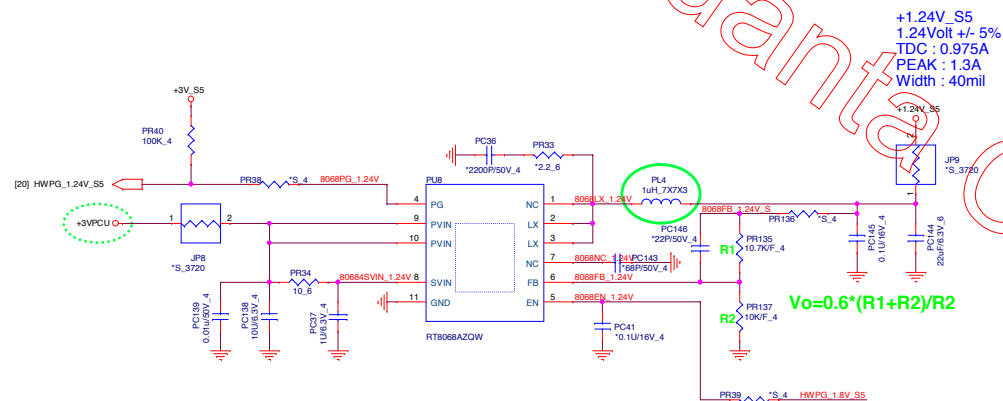 uanta
+1.24V_S5
1.24Volt +/- 5%
TDC : 0.975A
PEAK : 1.3A
Width : 40mil
+3V_S5
PR40
100K_4
[20] HWPG_1.24V_S5
PR38
*S_4
8068PG_1.24V
PC36
*2200P/50V_4
PR33
*2.2_6
+1.24V_S5
2
JP9
*S_3720
1
PU8
PL4
1uH_7X7X3
8068LX_1.24V
8068FB_1.24V_S
PR136
*S_4
4
PG
NC
1
+3VPCU
1
2
9
PVIN
LX
2
10
PVIN
LX
3
JP8
*S_3720
NC
7
8068NC_1.24V
PC143
*68P/50V_4
PC146
*22P/50V_4
R1
PR135
10.7K/F_4
PC145
0.1U/16V_4
PC144
22uF/6.3V_6
PR34
10_6
80684SVIN_1.24V
8
SVIN
FB
6
8068FB_1.24V
11
GND
EN
5
8068EN_1.24V
PC139
0.01u/50V_4
PC138
10U/6.3V_4
PC37
1U/6.3V_4
RT8068AZQW
PC41
*0.1U/16V_4
R2
PR137
10K/F_4
Vo=0.6*(R1+R2)/R2
PR39
*S_4
HWPG_1.8V_S5